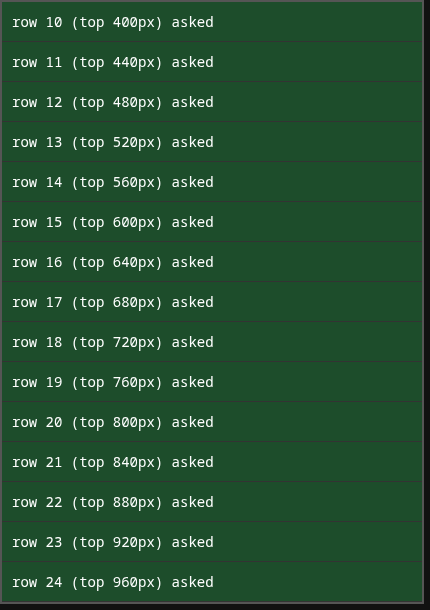 row 10 (top 400px) asked
row 11 (top 440px) asked
row 12 (top 480px) asked
row 13 (top 520px) asked
row 14 (top 560px) asked
row 15 (top 600px) asked
row 16 (top 640px) asked
row 17 (top 680px) asked
row 18 (top 720px) asked
row 19 (top 760px) asked
row 20 (top 800px) asked
row 21 (top 840px) asked
row 22 (top 880px) asked
row 23 (top 920px) asked
row 24 (top 960px) asked